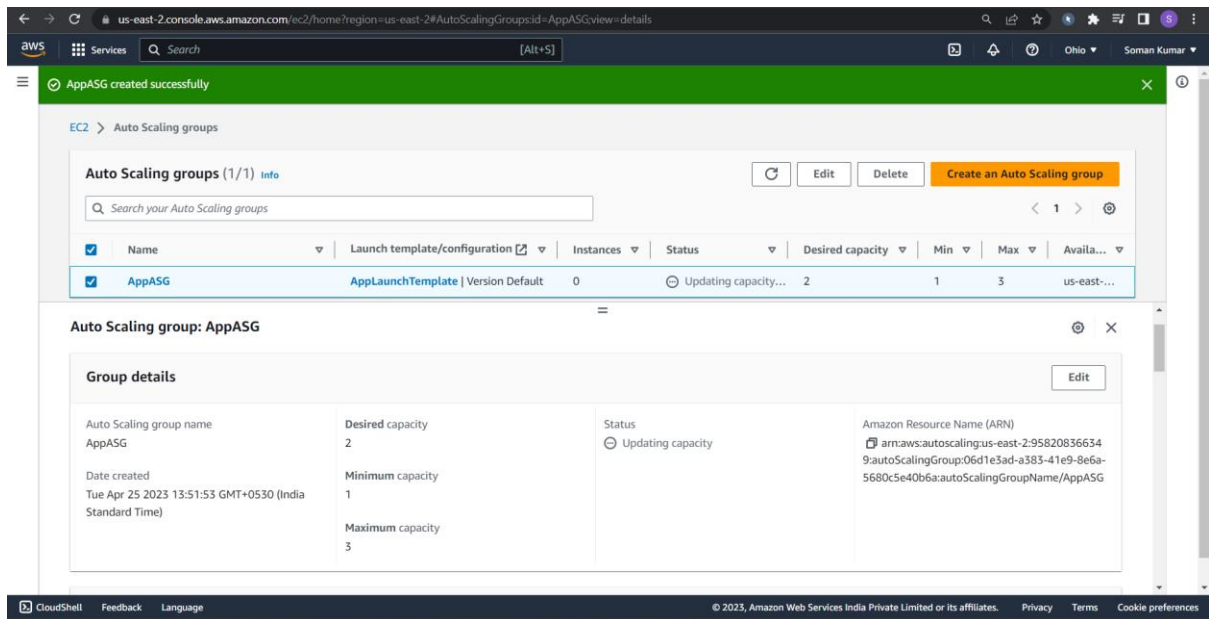 us-east-2.console.aws.amazon.com/ec2/home?region=us-east-2#AutoScalingGroups:id=AppASG;view=details
S
aws Services Search [Alt+S] Ohio Soman Kumar
AppASG created successfully
EC2 > Auto Scaling groups
Auto Scaling groups (1/1) Info Edit Delete Create an Auto Scaling group
Search your Auto Scaling groups < 1 >
Name Launch template/configuration Instances Status Desired capacity Min Max Availa...
AppASG AppLaunchTemplate | Version Default 0 Updating capacity... 2 1 3 us-east-...
Auto Scaling group: AppASG
Group details Edit
Auto Scaling group name
AppASG
Date created
Tue Apr 25 2023 13:51:53 GMT+0530 (India
Standard Time)
Desired capacity
2
Minimum capacity
1
Maximum capacity
3
Status
Updating capacity
Amazon Resource Name (ARN)
arn:aws:autoscaling:us-east-2:95820836634
9:autoScalingGroup:06d1e3ad-a383-41e9-8e6a-
5680c5e40b6a:autoScalingGroupName/AppASG
CloudShell Feedback Language © 2023, Amazon Web Services India Private Limited or its affiliates. Privacy Terms Cookie preferences